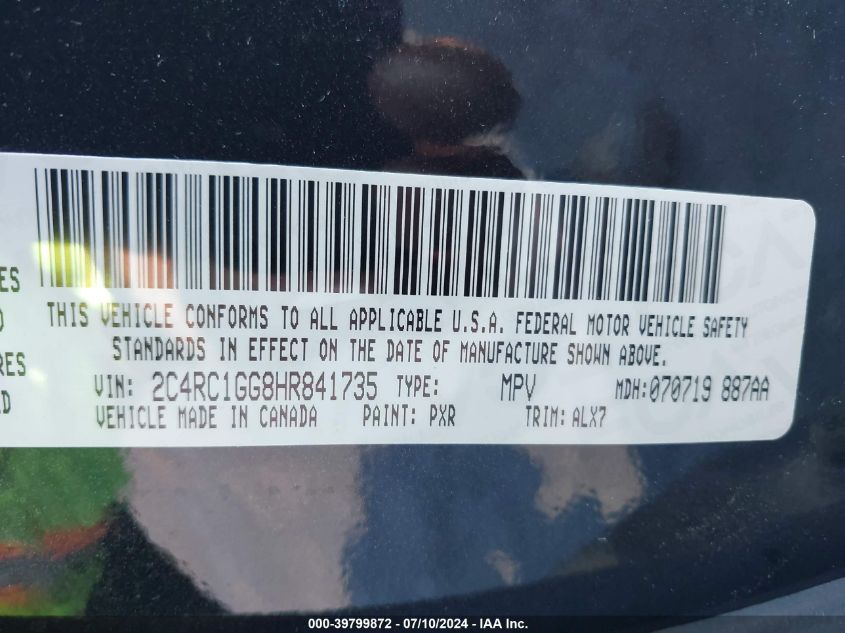 ES
THIS VEHICLE CONFORMS TO ALL APPLICABLE U.S.A. FEDERAL MOTOR VEHICLE SAFETY
STANDARDS IN EFFECT ON THE DATE OF MANUFACTURE SHOWN ABOVE.
RES
D
VIN: 2C4RC1GG8HR841735 TYPE: MPV MDH:070719 887AA
VEHICLE MADE IN CANADA PAINT: PXR TRIM: ALX7
000-39799872 / 07/10/2024 - IAA Inc.